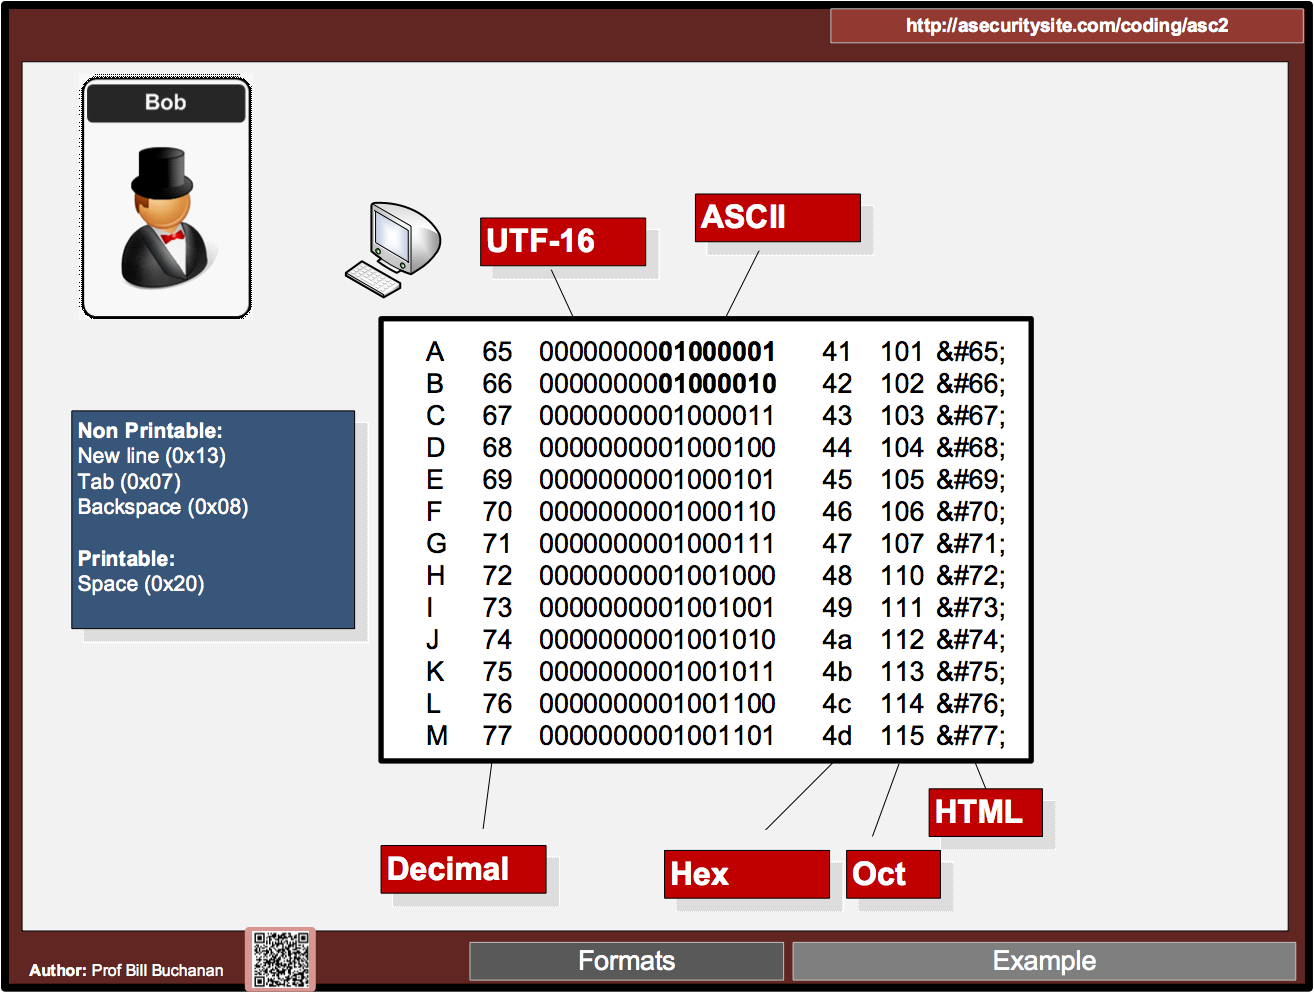 http://asecuritysite.com/coding/asc2
Bob
UTF-16
ASCII
A 65 0000000001000001 41 101 &#65;
B 66 0000000001000010 42 102 &#66;
C 67 0000000001000011 43 103 &#67;
D 68 0000000001000100 44 104 &#68;
E 69 0000000001000101 45 105 &#69;
F 70 0000000001000110 46 106 &#70;
G 71 0000000001000111 47 107 &#71;
H 72 0000000001001000 48 110 &#72;
I 73 0000000001001001 49 111 &#73;
J 74 0000000001001010 4a 112 &#74;
K 75 0000000001001011 4b 113 &#75;
L 76 0000000001001100 4c 114 &#76;
M 77 0000000001001101 4d 115 &#77;
Non Printable:
New line (0x13)
Tab (0x07)
Backspace (0x08)
Printable:
Space (0x20)
HTML
Decimal
Hex
Oct
Author: Prof Bill Buchanan
Formats
Example